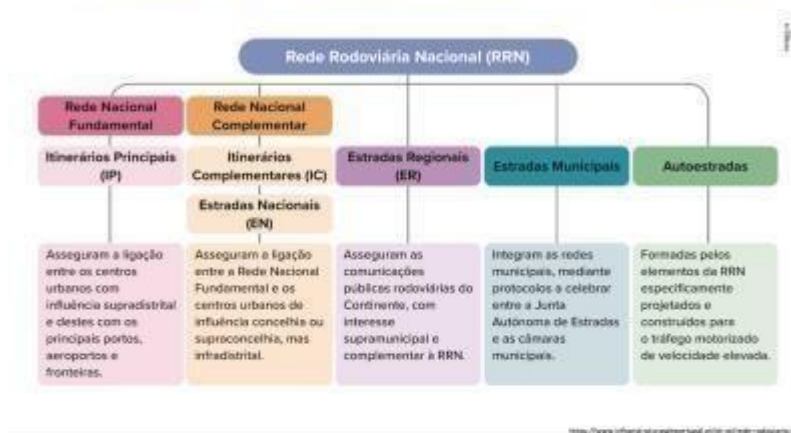 Rede Rodoviária Nacional (RRN)
Rede Nacional
Fundamental
Itinerários Principais
(IP)
Asseguram a ligação
entre os centros
urbanos com
influência supradistrital
e destes com os
principais portos,
aeroportos e
fronteiras.
Rede Nacional
Complementar
Itinerários
Complementares (IC)
Estradas Nacionais
(EN)
Asseguram a ligação
entre a Rede Nacional
Fundamental e os
centros urbanos de
influência concelhia ou
supraconcelhia, mas
infradistrital.
Estradas Regionais
(ER)
Asseguram as
comunicações
públicas rodoviárias do
Continente, com
interesse
supramunicipal e
complementar à RRN.
Estradas Municipais
Integram as redes
municipais, mediante
protocolos a celebrar
entre a Junta
Autónoma de Estradas
e as câmaras
municipais.
Autoestradas
Formadas pelos
elementos da RRN
especificamente
projetados e
construídos para
o tráfego motorizado
de velocidade elevada.